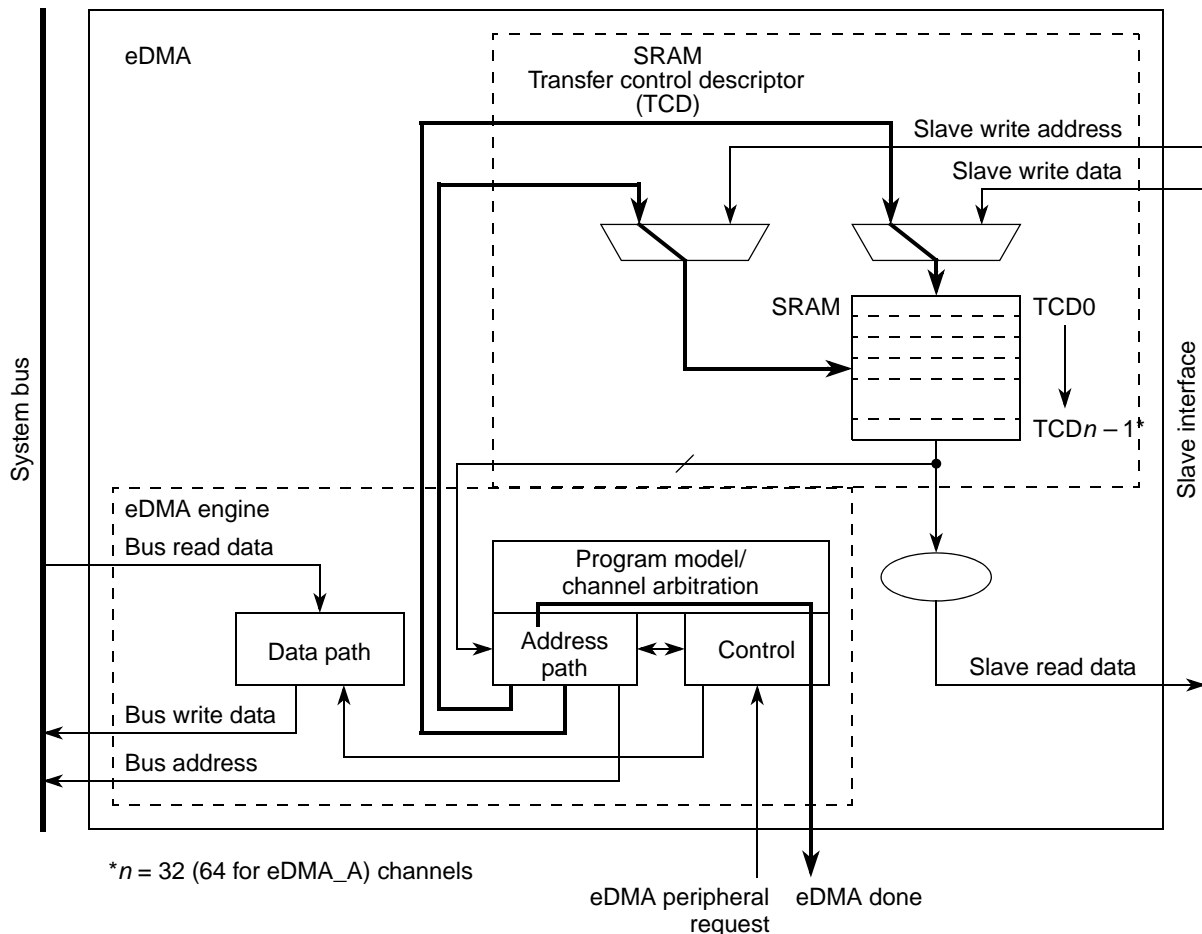 eDMA
SRAM
Transfer control descriptor
(TCD)
Slave write address
Slave write data
SRAM
TCD0
TCDn – 1*
System bus
Slave interface
eDMA engine
Bus read data
Program model/
channel arbitration
Data path
Address
path
Control
Slave read data
Bus write data
Bus address
*n = 32 (64 for eDMA_A) channels
eDMA peripheral
request
eDMA done